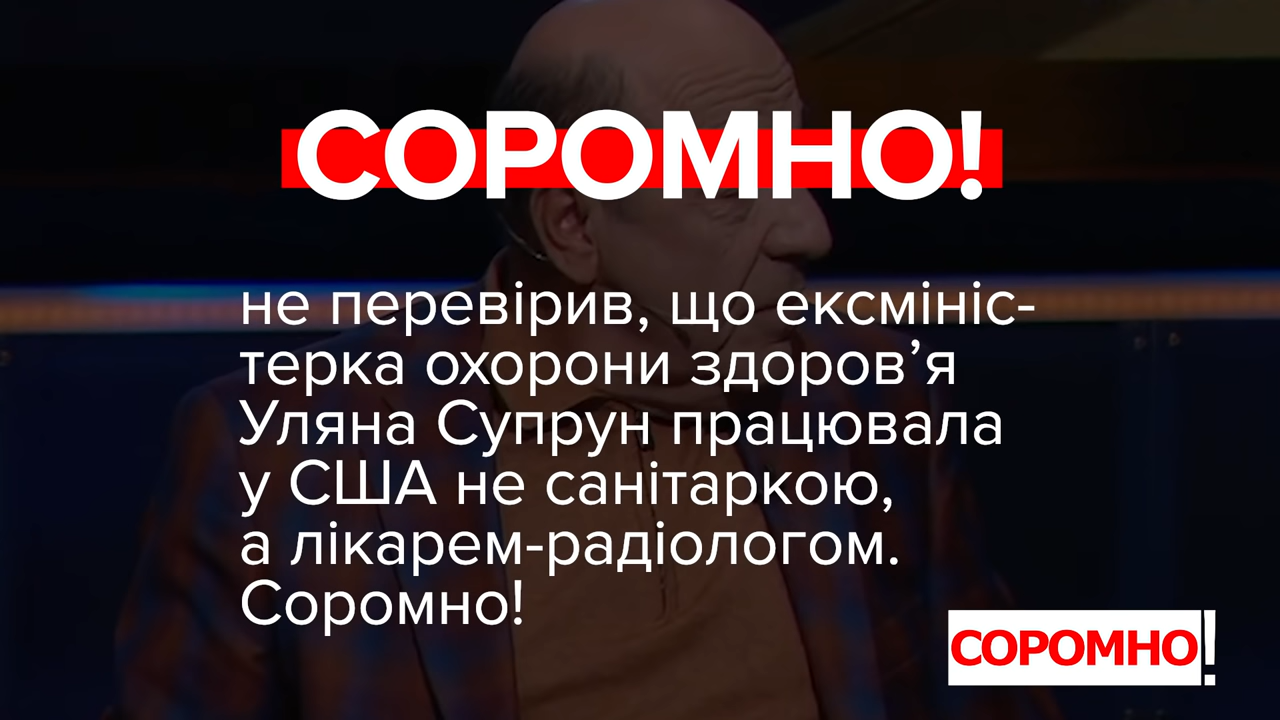 СОРОМНО!
не перевірив, що ексмініс-
терка охорони здоров’я
Уляна Супрун працювала
у США не санітаркою,
а лікарем-радіологом.
Соромно!
СОРОМНО!